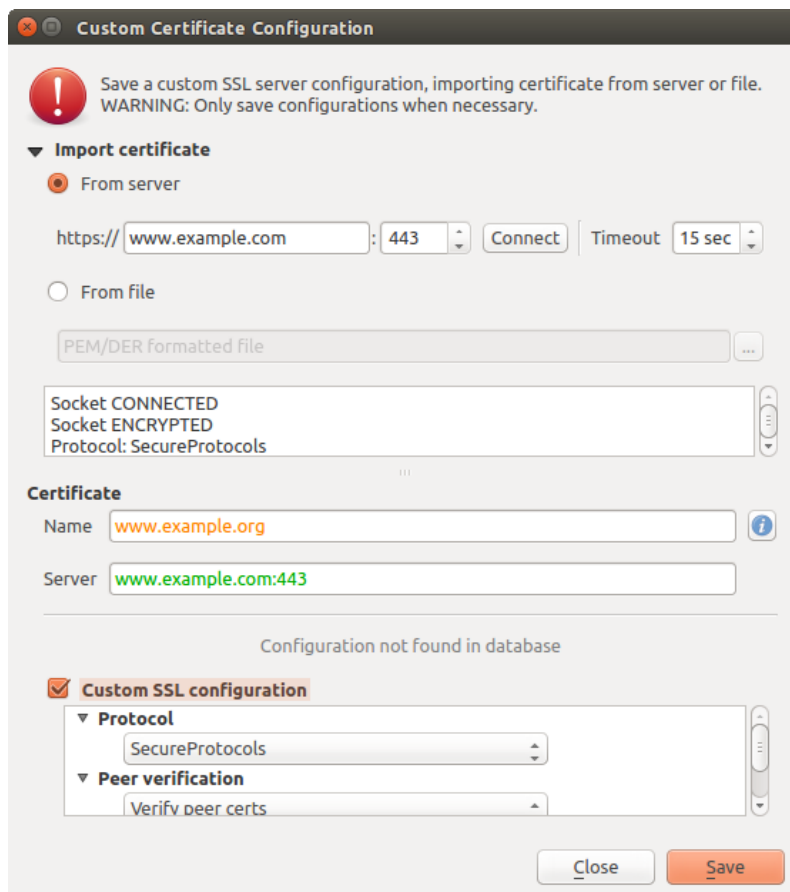 Custom Certificate Configuration
Save a custom SSL server configuration, importing certificate from server or file.
WARNING: Only save configurations when necessary.
Import certificate
From server
https:// www.example.com : 443 Connect Timeout 15 sec
From file
PEM/DER formatted file ...
Socket CONNECTED
Socket ENCRYPTED
Protocol: SecureProtocols
Certificate
Name www.example.org
Server www.example.com:443
Configuration not found in database
Custom SSL configuration
Protocol
SecureProtocols
Peer verification
Verify peer certs
Close Save